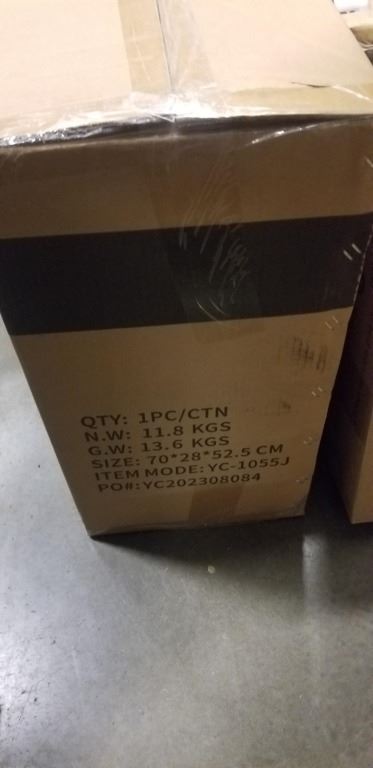 QTY: 1PC/CTN
N.W: 11.8 KGS
G.W: 13.6 KGS
SIZE: 70*28*52.5 CM
ITEM MODE: YC-1055J
PO#: YC202308084